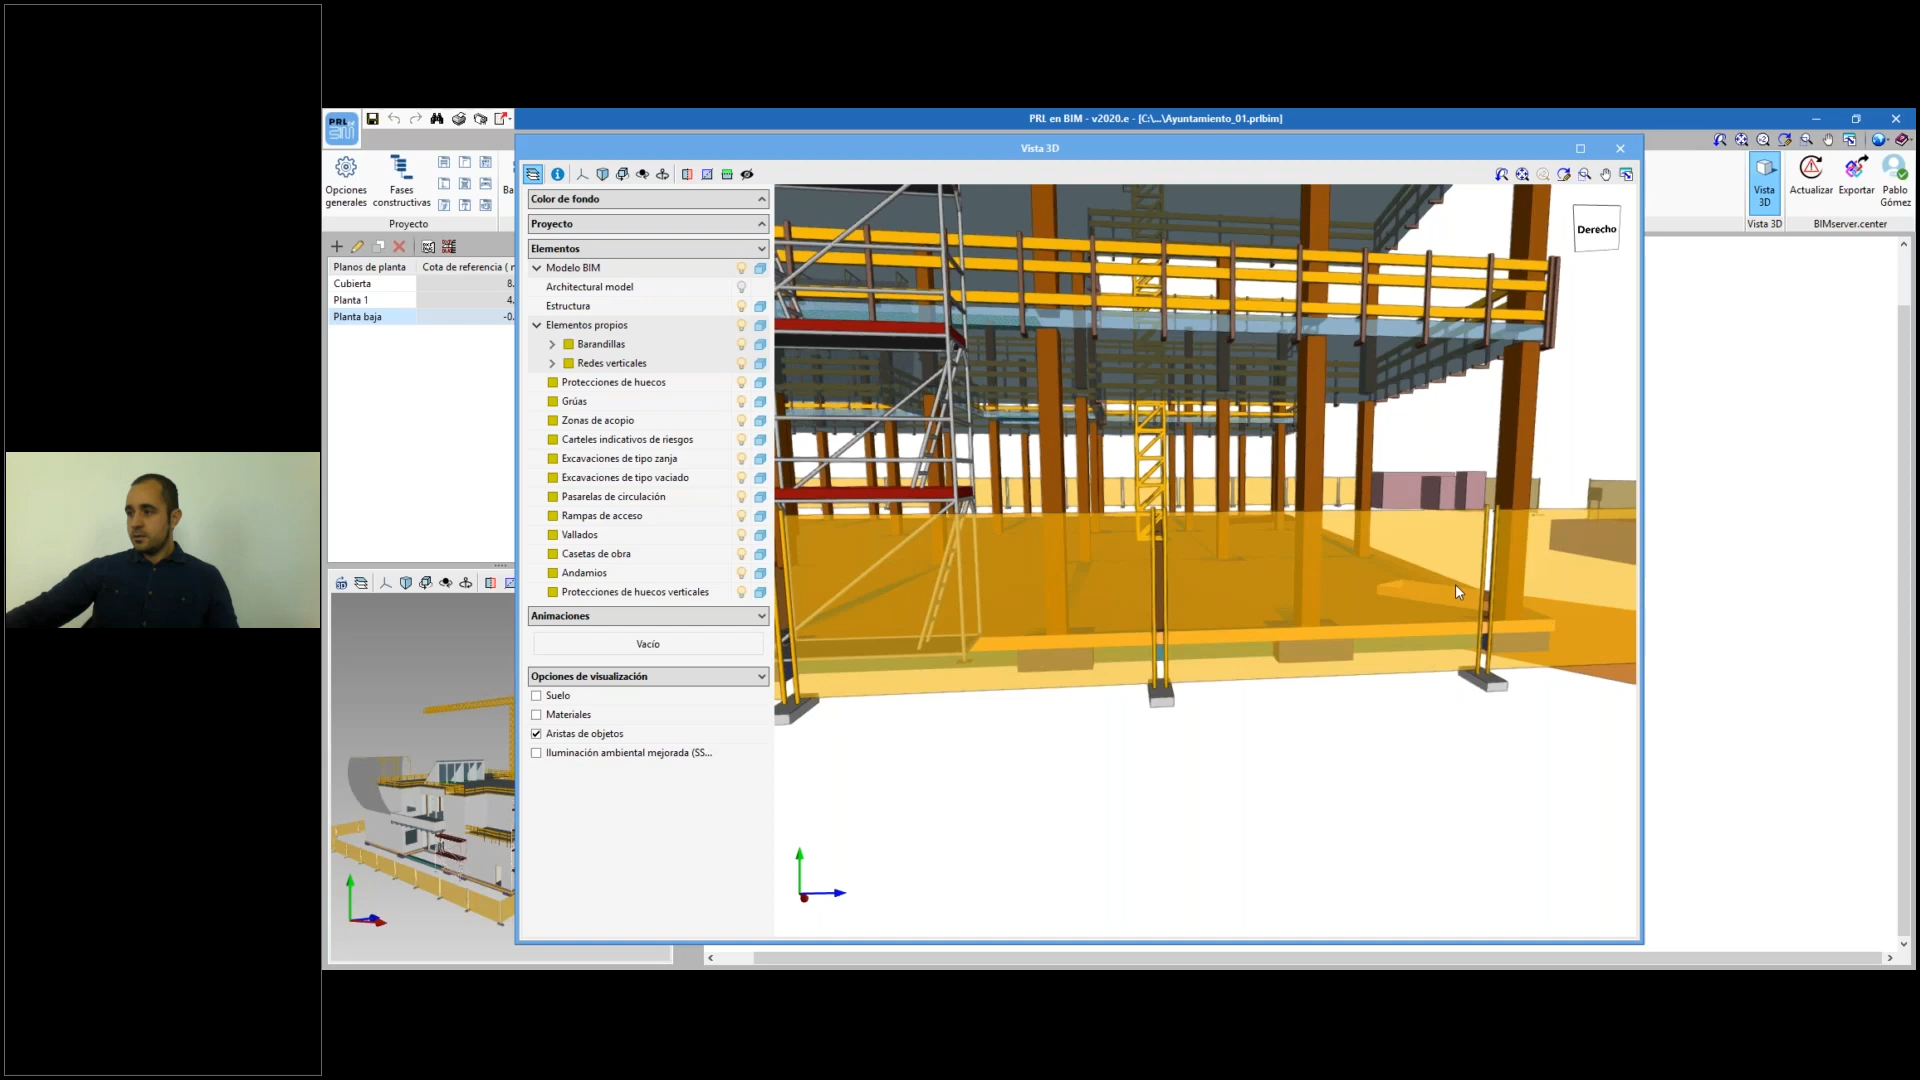 PRL en BIM - v2020.e - [C:\...\Ayuntamiento_01.prlbim]
PRL
Opciones generales
Fases constructivas
Ba
Proyecto
Vista 3D
Actualizar
Exportar
Pablo Gómez
Vista 3D
BIMserver.center
Planos de planta
Cota de referencia (
Cubierta
8.
Planta 1
4.
Planta baja
-0.
Vista 3D
Color de fondo
Proyecto
Elementos
Modelo BIM
Architectural model
Estructura
Elementos propios
Barandillas
Redes verticales
Protecciones de huecos
Grúas
Zonas de acopio
Carteles indicativos de riesgos
Excavaciones de tipo zanja
Excavaciones de tipo vaciado
Pasarelas de circulación
Rampas de acceso
Vallados
Casetas de obra
Andamios
Protecciones de huecos verticales
Animaciones
Vacío
Opciones de visualización
Suelo
Materiales
Aristas de objetos
Iluminación ambiental mejorada (SS...
Derecho